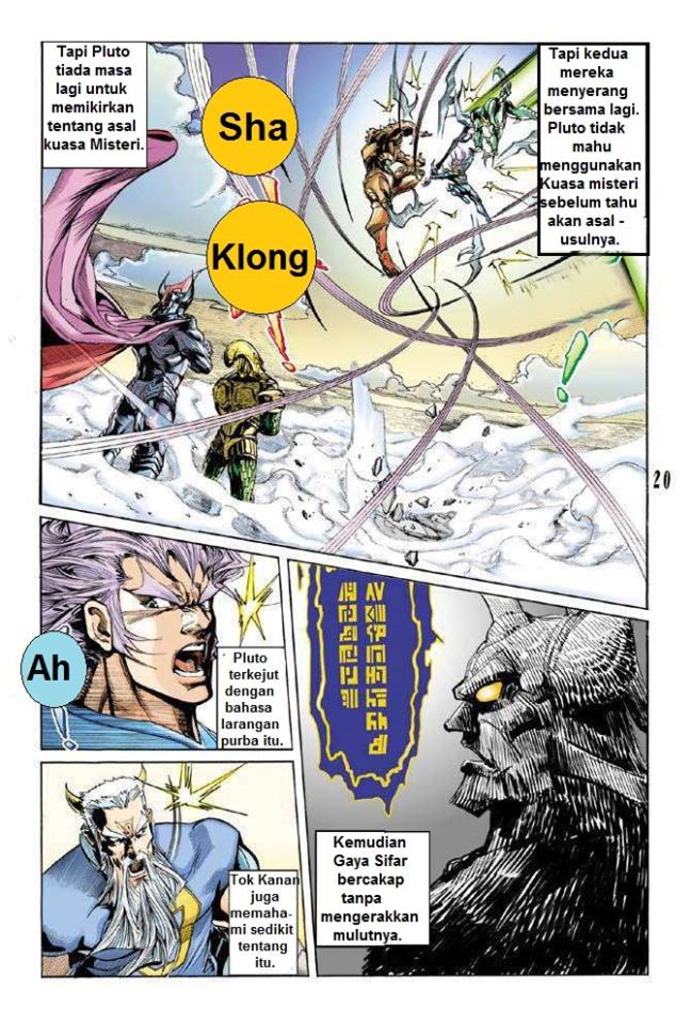 Tapi Pluto
tiada masa
lagi untuk
memikirkan
tentang asal
kuasa Misteri.
Sha
Klong
Tapi kedua
mereka
menyerang
bersama lagi.
Pluto tidak
mahu
menggunakan
Kuasa misteri
sebelum tahu
akan asal -
usulnya.
20
Ah
Pluto
terkejut
dengan
bahasa
larangan
purba itu.
Tok Kanan
juga
memaha-
mi sedikit
tentang
itu.
Kemudian
Gaya Sifar
bercakap
tanpa
mengerakkan
mulutnya.